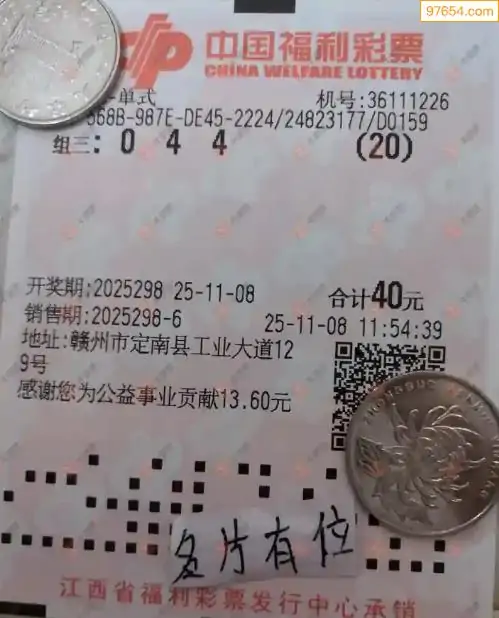 97654.com
中国福利彩票
CHINA WELFARE LOTTERY
-单式 机号:36111226
568B-987E-DE45-2224/24823177/D0159
组三: 0 4 4 (20)
开奖期:2025298 25-11-08 合计40元
销售期:2025298-6 25-11-08 11:54:39
地址:赣州市定南县工业大道12
9号
感谢您为公益事业贡献13.60元
名片有位
江西省福利彩票发行中心承销